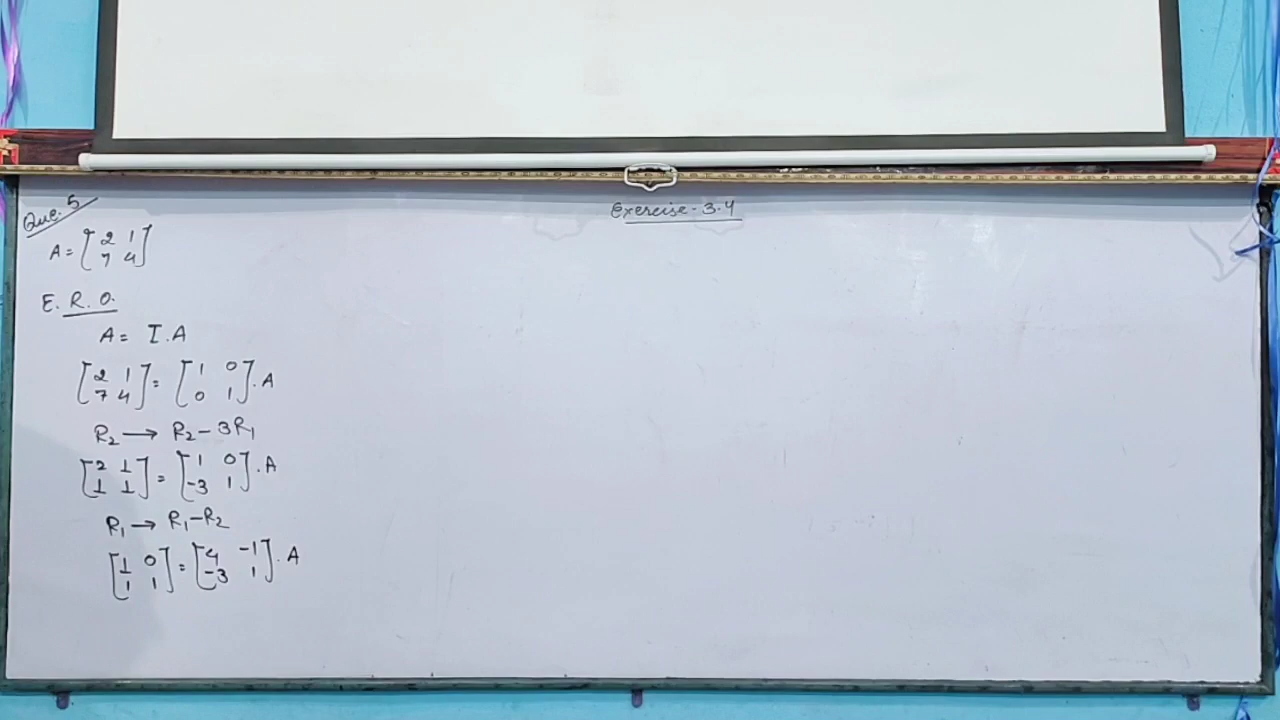 Exercise-3.4
Que. 5
A = [2 1
7 4]
E. R. O.
A = I.A
[2 1
7 4] = [1 0
0 1].A
R₂ → R₂ - 3R₁
[2 1
1 1] = [1 0
-3 1].A
R₁ → R₁ - R₂
[1 0
1 1] = [4 -1
-3 1].A